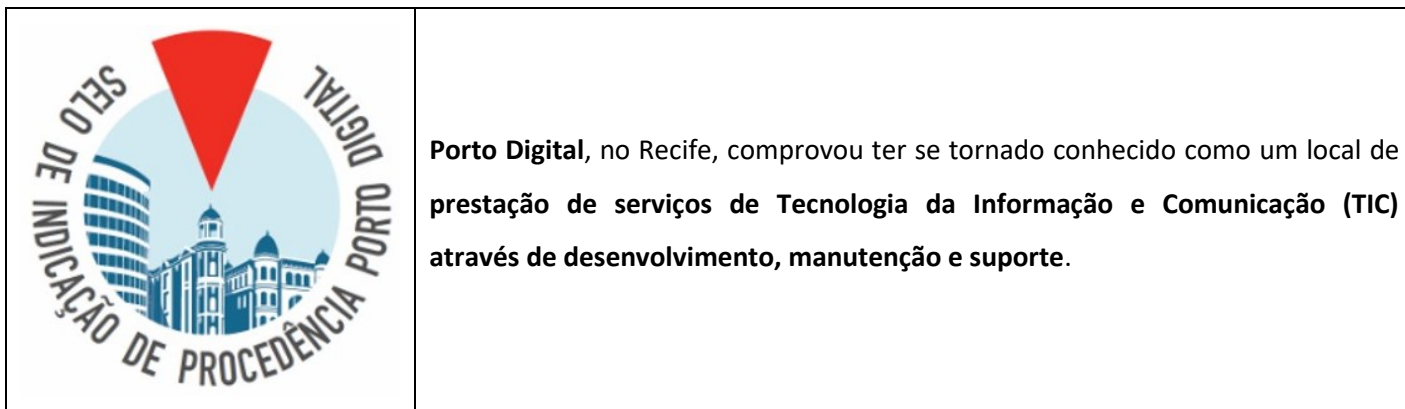 SELO DE INDICAÇÃO DE PROCEDÊNCIA PORTO DIGITAL
Porto Digital, no Recife, comprovou ter se tornado conhecido como um local de
prestação de serviços de Tecnologia da Informação e Comunicação (TIC)
através de desenvolvimento, manutenção e suporte.